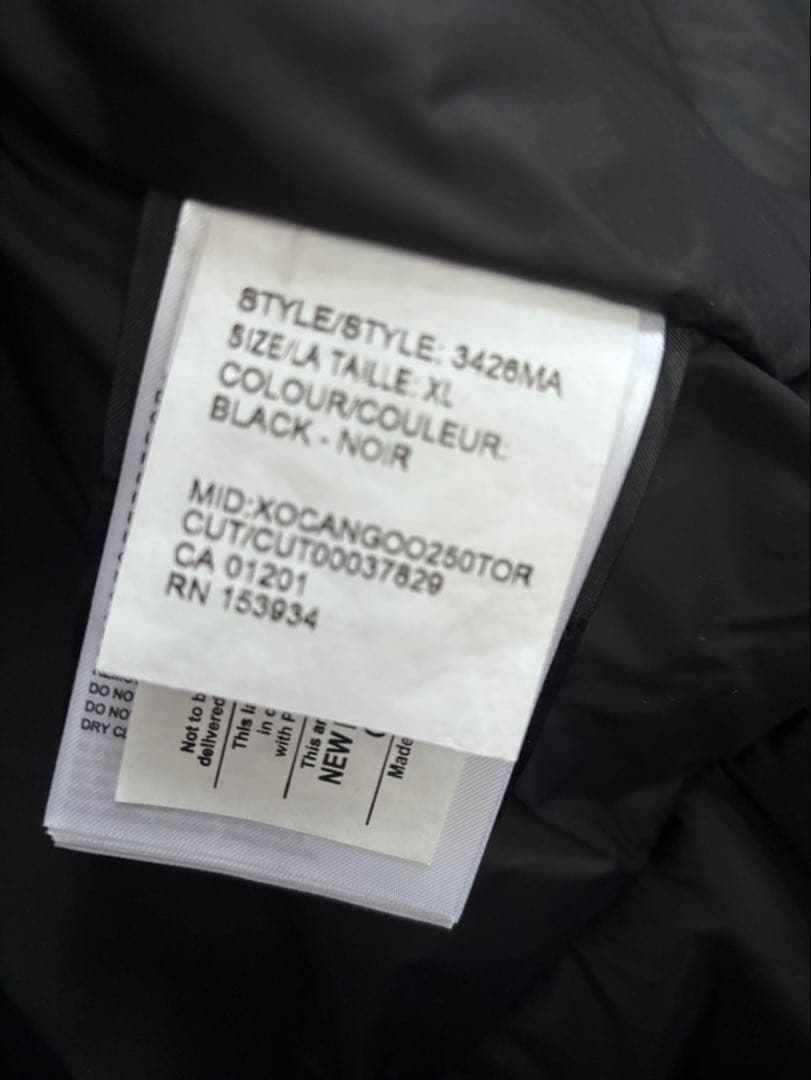 STYLE/STYLE: 3426MA
SIZE/LA TAILLE: XL
COLOUR/COULEUR:
BLACK - NOIR
MID:XOCANGOO250TOR
CUT/CUT00037829
CA 01201
RN 153934
DO NO
DO NO
DRY CL
Not to b
delivered
This la
in c
with F
This ar
NEW
Made